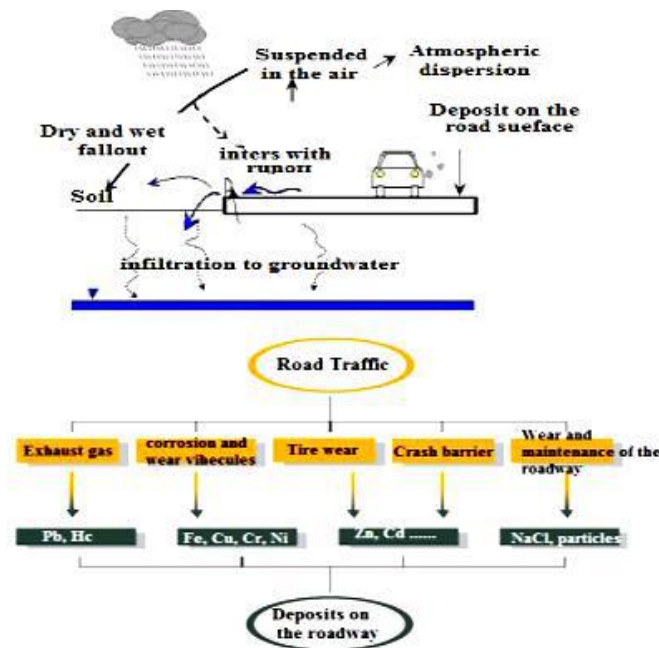 Suspended
in the air
Atmospheric
dispersion
Deposit on the
road sueface
Dry and wet
fallout
inters with
runoff
Soil
infiltration to groundwater
Road Traffic
Exhaust gas
corrosion and
wear vihecules
Tire wear
Crash barrier
Wear and
maintenance of the
roadway
Pb, Hc
Fe, Cu, Cr, Ni
Zn, Cd ......
NaCl, particles
Deposits on
the roadway